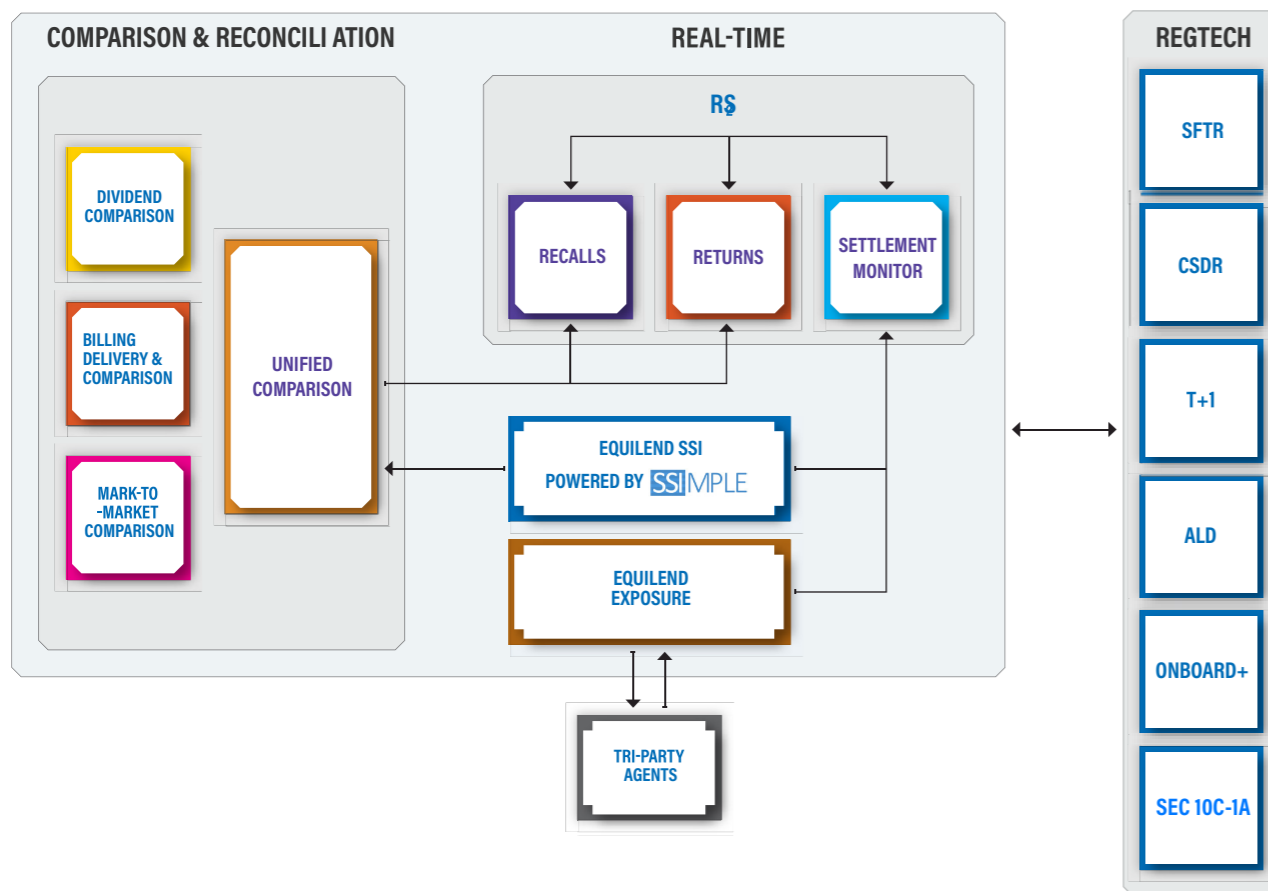 COMPARISON & RECONCILI ATION
DIVIDEND
COMPARISON
BILLING
DELIVERY &
COMPARISON
MARK-TO
-MARKET
COMPARISON
UNIFIED
COMPARISON
REAL-TIME
RS2
RECALLS
RETURNS
SETTLEMENT
MONITOR
EQUILEND SSI
POWERED BY SSIMPLE
EQUILEND
EXPOSURE
TRI-PARTY
AGENTS
REGTECH
SFTR
CSDR
T+1
ALD
ONBOARD+
SEC 10C-1A